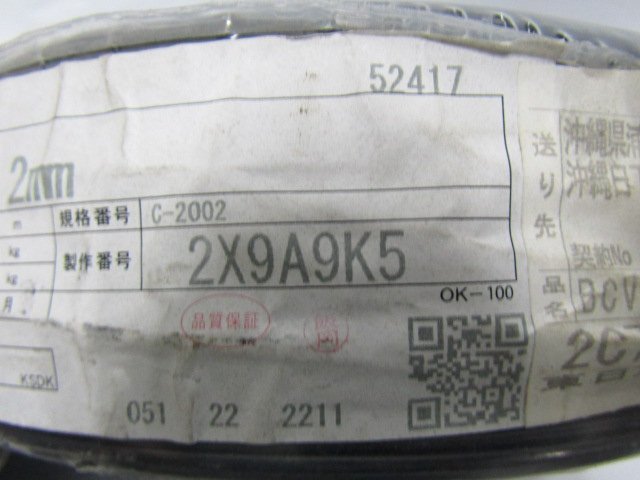 52417
2mm
m
規格番号 C-2002
kg
製作番号 2X9A9K5
kg
月
OK-100
品質保証
KSDK
051 22 2211
送り先
沖縄県
沖縄日
契約No
品名
2C